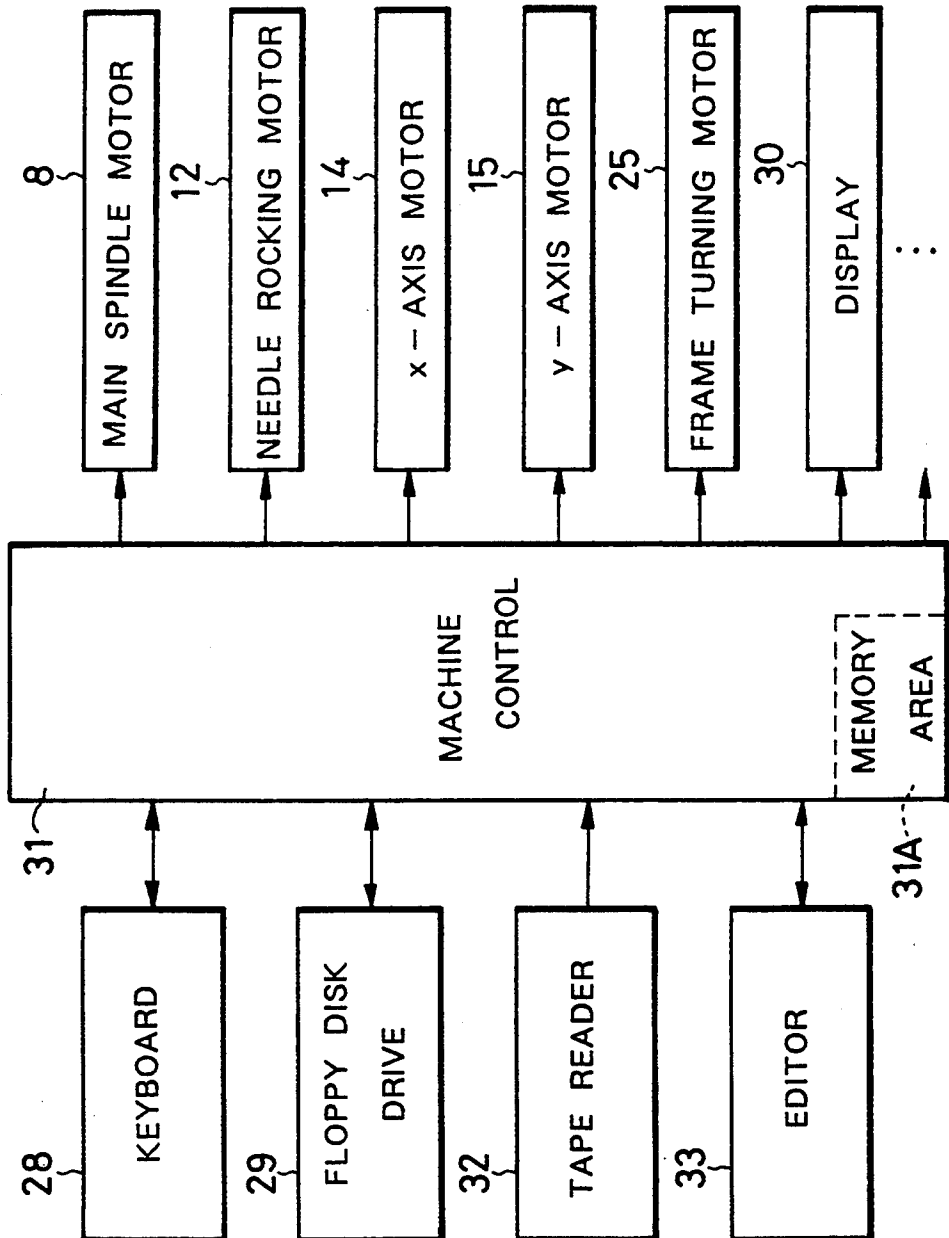 28
KEYBOARD
29
FLOPPY DISK
DRIVE
32
TAPE READER
33
EDITOR
31
MACHINE
CONTROL
31A
MEMORY
AREA
8
MAIN SPINDLE MOTOR
12
NEEDLE ROCKING MOTOR
14
x – AXIS MOTOR
15
y – AXIS MOTOR
25
FRAME TURNING MOTOR
30
DISPLAY
...